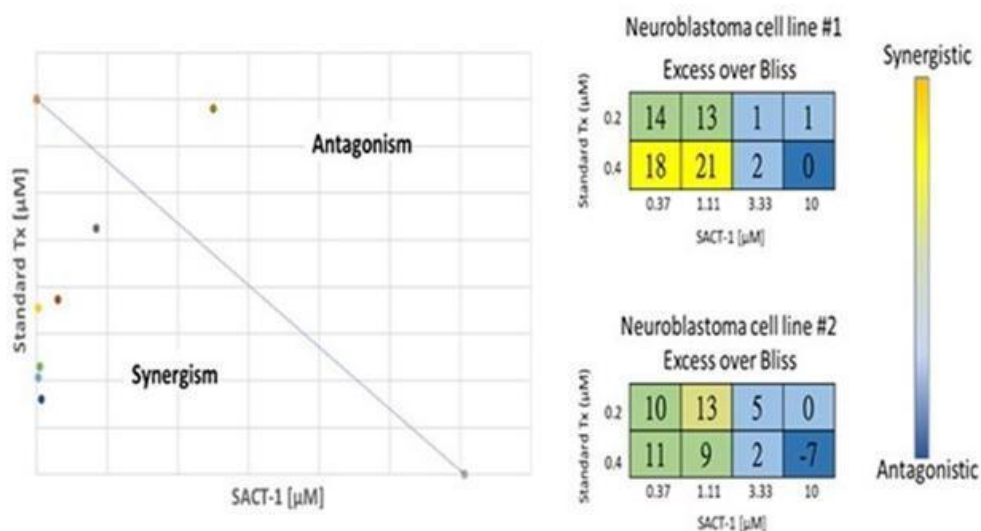 Standard Tx (µM)
Antagonism
Synergism
SACT-1 [µM]
Neuroblastoma cell line #1
Excess over Bliss
Standard Tx (µM)
0.2
14 13 1 1
0.4
18 21 2 0
0.37 1.11 3.33 10
SACT-1 [µM]
Neuroblastoma cell line #2
Excess over Bliss
Standard Tx (µM)
0.2
10 13 5 0
0.4
11 9 2 -7
0.37 1.11 3.33 10
SACT-1 [µM]
Synergistic
Antagonistic